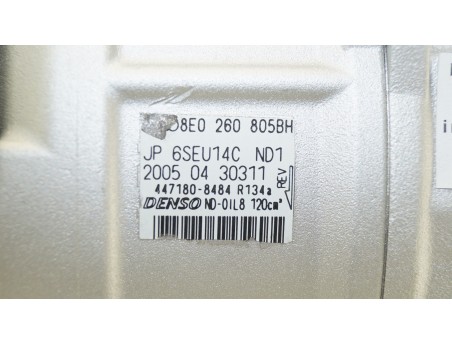 8E0 260 805BH
JP 6SEU14C ND1
2005 04 30311
REV
447180-8484 R134a
DENSO ND-OIL8 120cm³